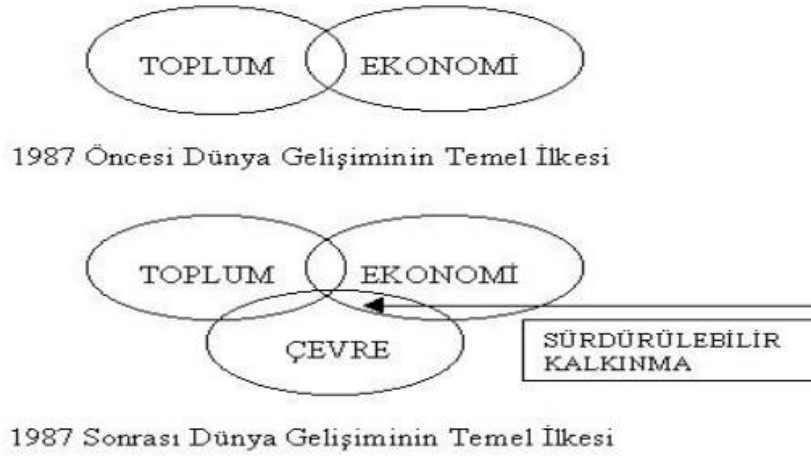 TOPLUM EKONOMİ
1987 Öncesi Dünya Gelişiminin Temel İlkesi
TOPLUM EKONOMİ
ÇEVRE
SÜRDÜRÜLEBİLİR
KALKINMA
1987 Sonrası Dünya Gelişiminin Temel İlkesi